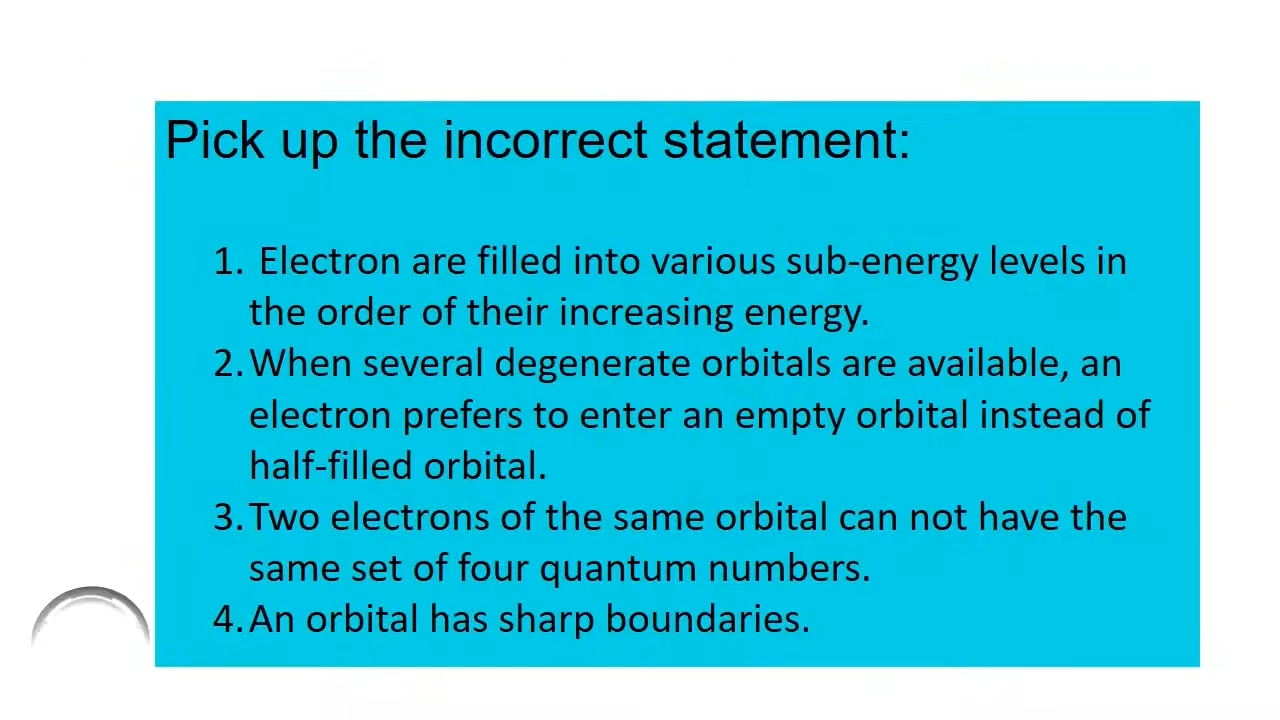 Pick up the incorrect statement:
1. Electron are filled into various sub-energy levels in
the order of their increasing energy.
2. When several degenerate orbitals are available, an
electron prefers to enter an empty orbital instead of
half-filled orbital.
3. Two electrons of the same orbital can not have the
same set of four quantum numbers.
4. An orbital has sharp boundaries.